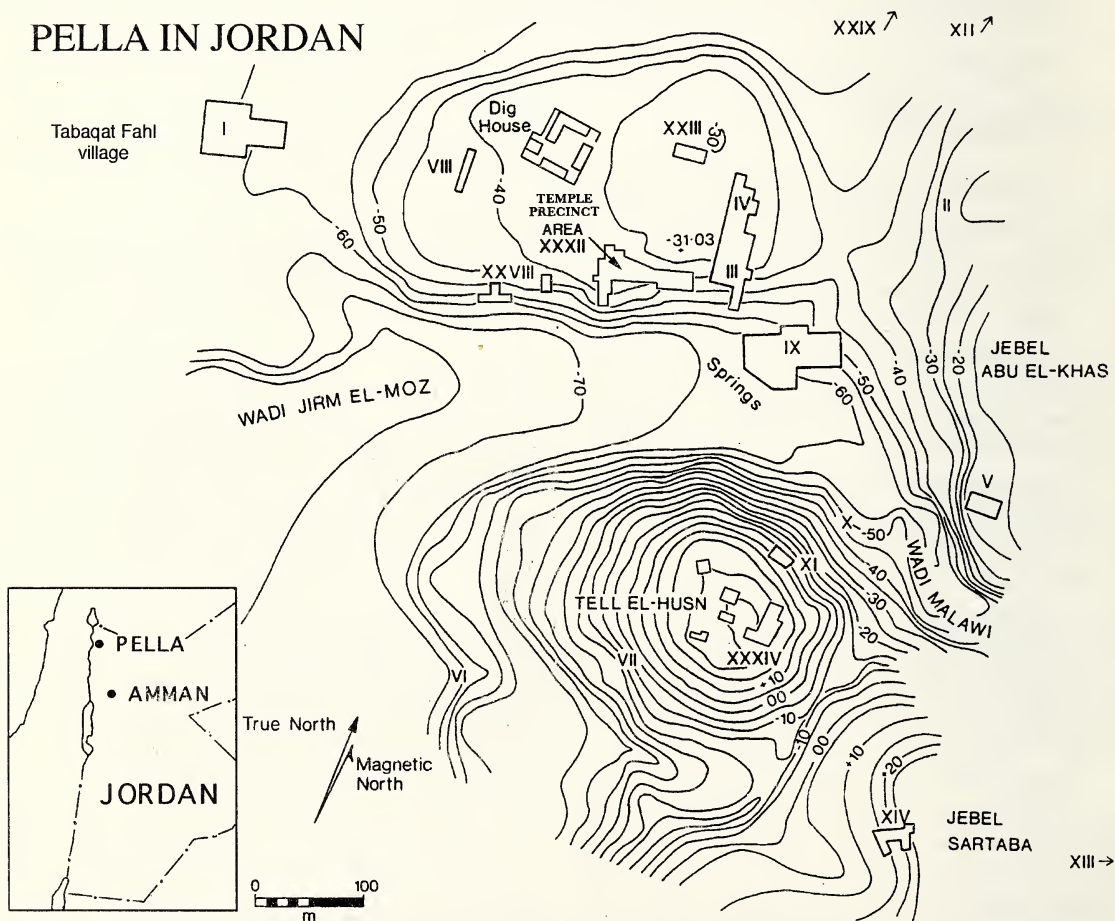 PELLA IN JORDAN
XXIX
XII
Tabaqat Fahl
village
I
Dig
House
VIII
XXIII
-30
-40
TEMPLE
PRECINCT
AREA
XXXII
IV
III
-31·03
II
-50
-60
XXVIII
IX
-70
Springs
WADI JIRM EL-MOZ
-50
-60
-40
-30
-20
JEBEL
ABU EL-KHAS
V
X
-50
-40
-30
-20
XI
WADI MALAWI
TELL EL-HUSN
VII
XXXIV
+10
00
-10
VI
-10
00
+10
+20
XIV
JEBEL
SARTABA
XIII
PELLA
AMMAN
JORDAN
True North
Magnetic
North
0
100
m